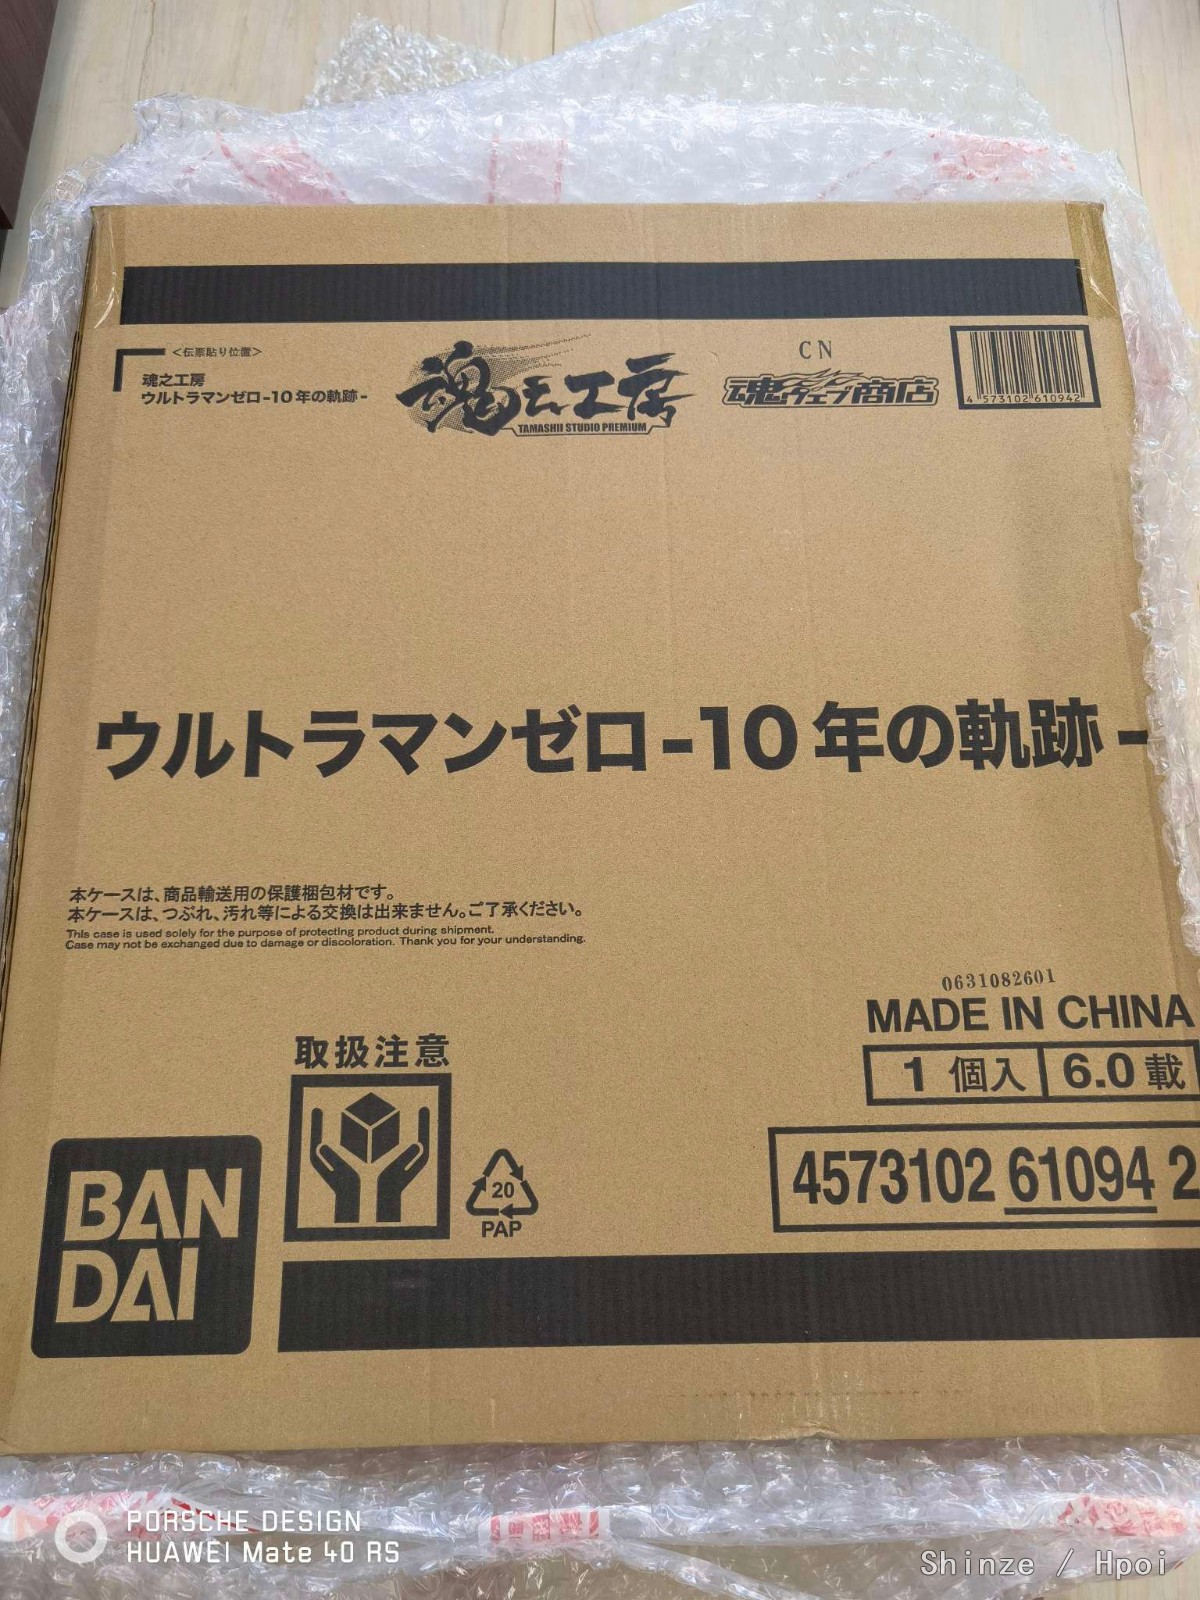 <伝票貼り位置>
魂之工房
ウルトラマンゼロ-10年の軌跡-
魂之工房
TAMASHII STUDIO PREMIUM
CN
魂ウェブ商店
4 573102 610942
ウルトラマンゼロ-10年の軌跡-
本ケースは、商品輸送用の保護梱包材です。
本ケースは、つぶれ、汚れ等による交換は出来ません。ご了承ください。
This case is used solely for the purpose of protecting product during shipment.
Case may not be exchanged due to damage or discoloration. Thank you for your understanding.
0631082601
MADE IN CHINA
1個入 6.0載
4573102 61094 2
取扱注意
20
PAP
BAN
DAI
PORSCHE DESIGN
HUAWEI Mate 40 RS
Shinze / Hpoi